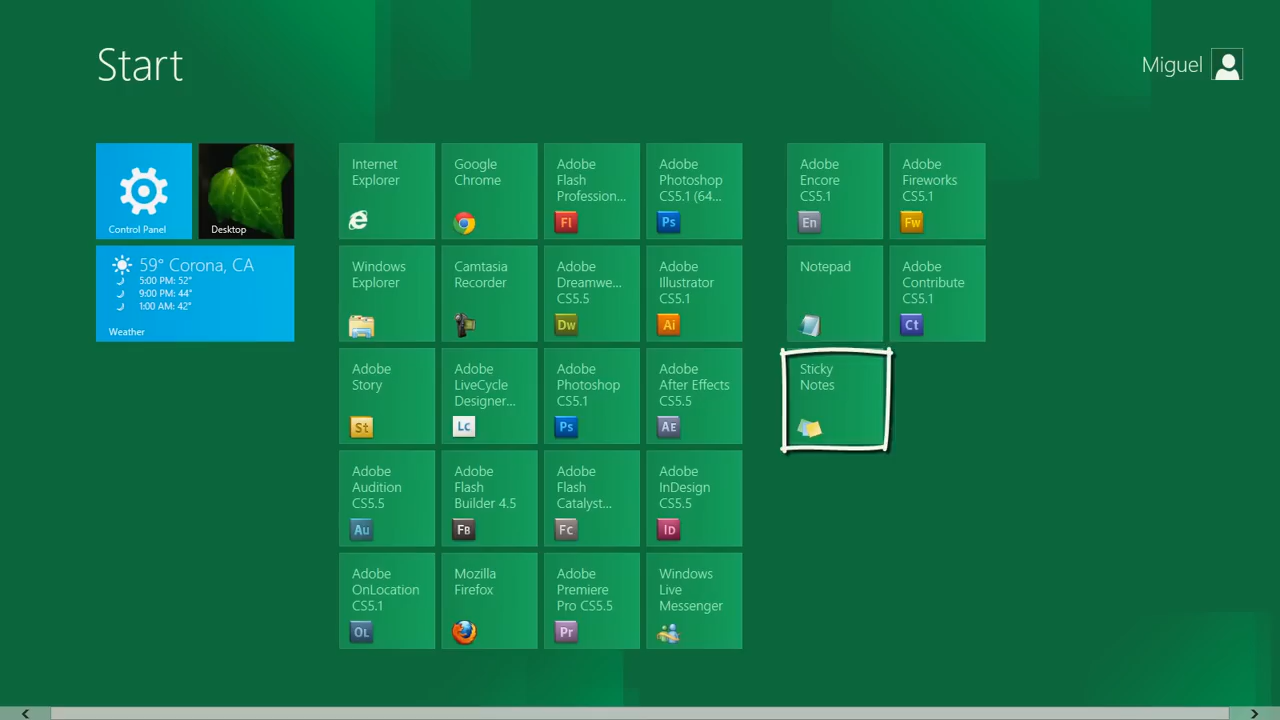 Start
Miguel
Control Panel
Desktop
59° Corona, CA
5:00 PM: 52°
9:00 PM: 44°
1:00 AM: 42°
Weather
Internet
Explorer
Google
Chrome
Adobe
Flash
Profession...
Fl
Adobe
Photoshop
CS5.1 (64...
Ps
Windows
Explorer
Camtasia
Recorder
Adobe
Dreamwe...
CS5.5
Dw
Adobe
Illustrator
CS5.1
Ai
Adobe
Story
St
Adobe
LiveCycle
Designer...
Lc
Adobe
Photoshop
CS5.1
Ps
Adobe
After Effects
CS5.5
AE
Adobe
Audition
CS5.5
Au
Adobe
Flash
Builder 4.5
FB
Adobe
Flash
Catalyst...
Fc
Adobe
InDesign
CS5.5
ID
Adobe
OnLocation
CS5.1
OL
Mozilla
Firefox
Adobe
Premiere
Pro CS5.5
Pr
Windows
Live
Messenger
Adobe
Encore
CS5.1
En
Adobe
Fireworks
CS5.1
Fw
Notepad
Adobe
Contribute
CS5.1
Ct
Sticky
Notes